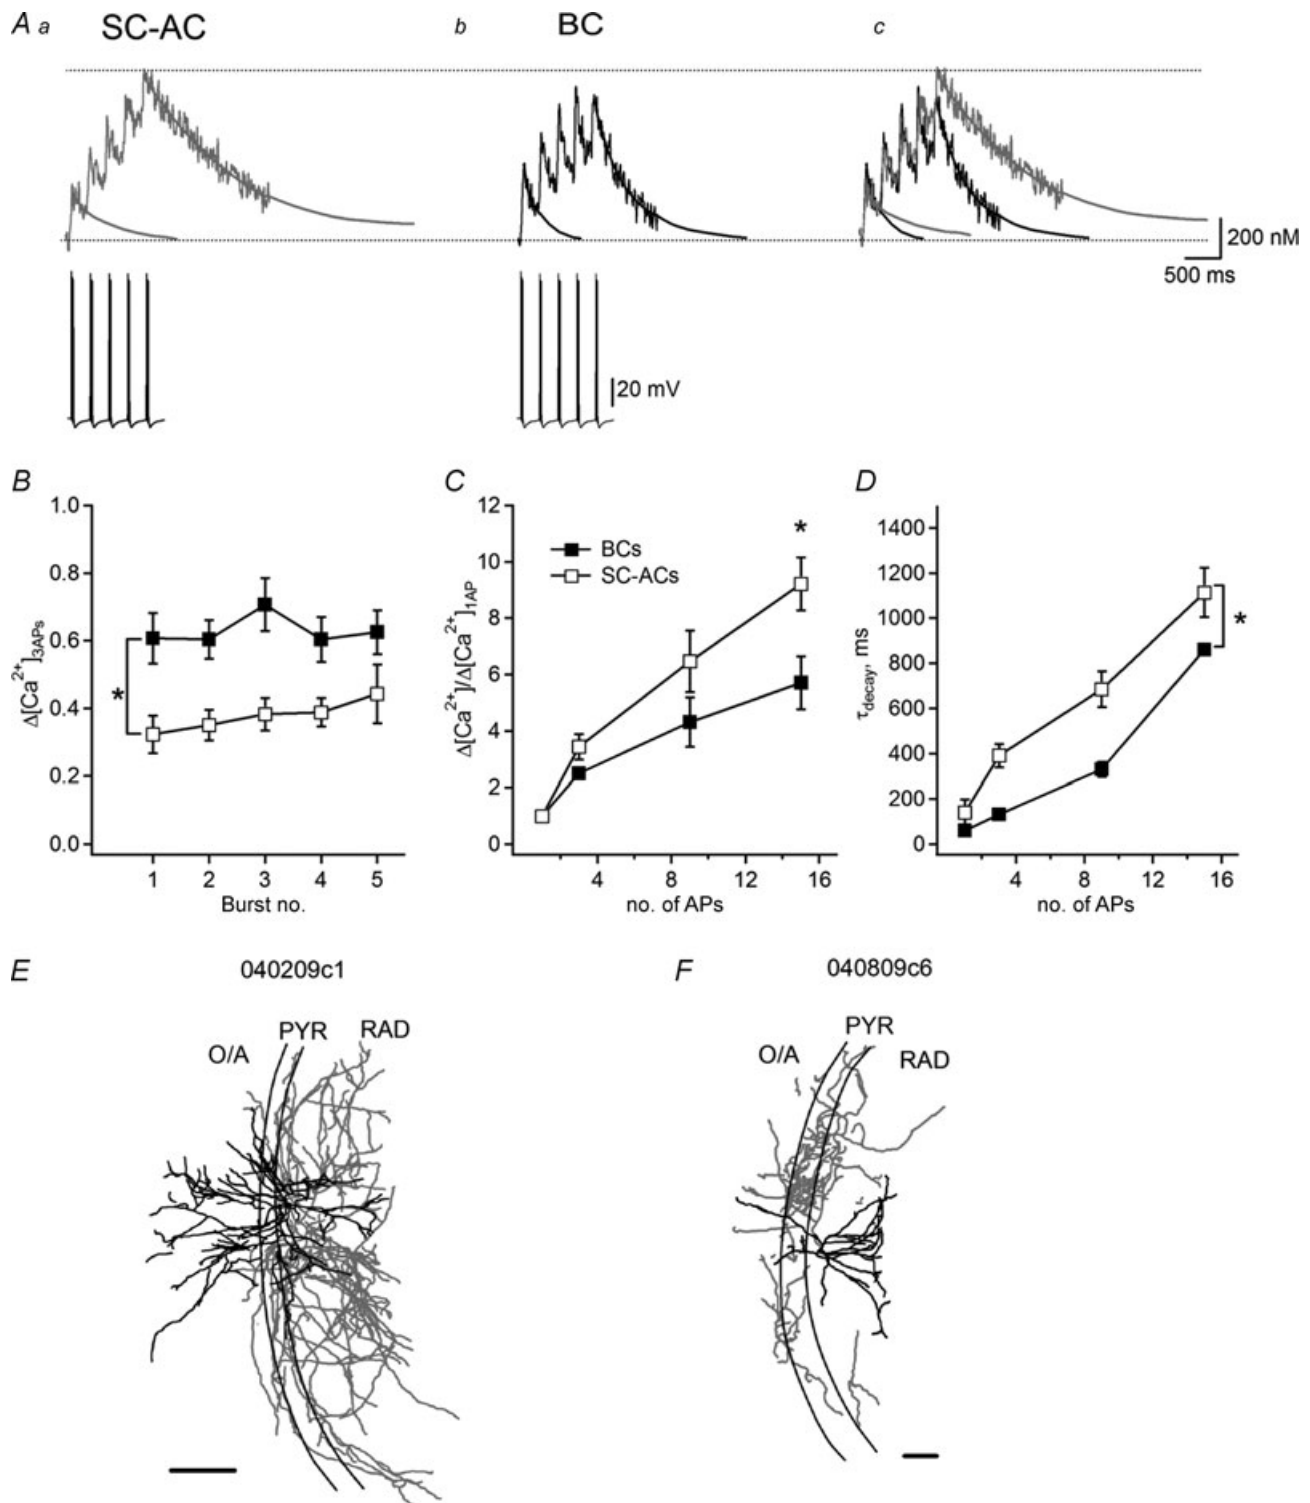 A a SC-AC b BC c
200 nM
500 ms
20 mV
B C D
1.0
0.8
0.6
0.4
0.2
0.0
Δ[Ca2+]3APs
*
1 2 3 4 5
Burst no.
12
10
8
6
4
2
0
Δ[Ca2+]/Δ[Ca2+]1AP
BCs
SC-ACs
*
4 8 12 16
no. of APs
1400
1200
1000
800
600
400
200
0
τdecay, ms
*
4 8 12 16
no. of APs
E 040209c1
O/A PYR RAD
F 040809c6
O/A PYR RAD